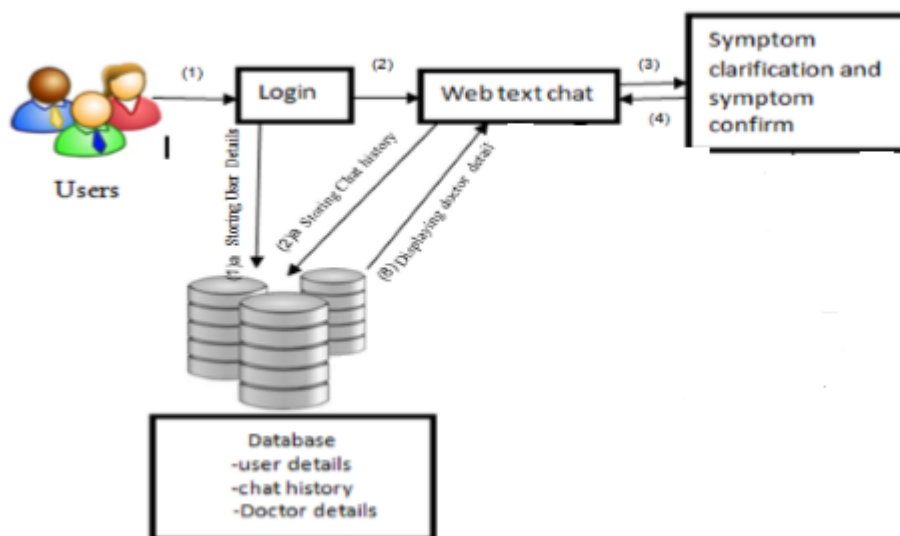 (1)
(2)
(3)
(4)
Users
Login
Web text chat
Symptom
clarification and
symptom
confirm
(1)a Storing User Details
(2)a Storing Chat history
(8) Displaying doctor detail
Database
-user details
-chat history
-Doctor details